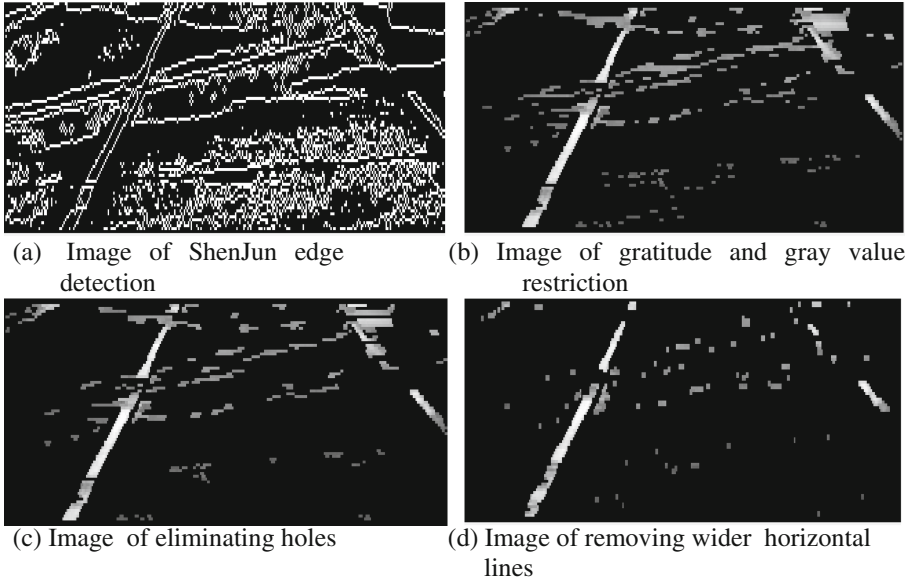 (a) Image of ShenJun edge
detection
(b) Image of gratitude and gray value
restriction
(c) Image of eliminating holes
(d) Image of removing wider horizontal
lines